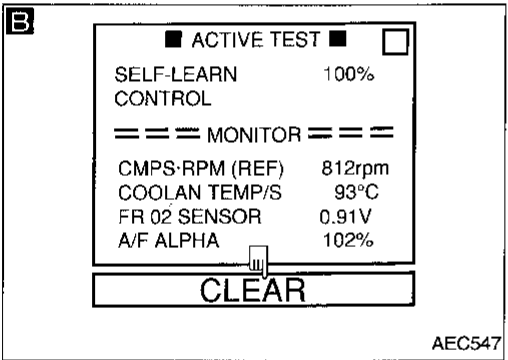 B
■ ACTIVE TEST ■
SELF-LEARN 100%
CONTROL
=== MONITOR ===
CMPS·RPM (REF) 812rpm
COOLAN TEMP/S 93°C
FR 02 SENSOR 0.91V
A/F ALPHA 102%
CLEAR
AEC547